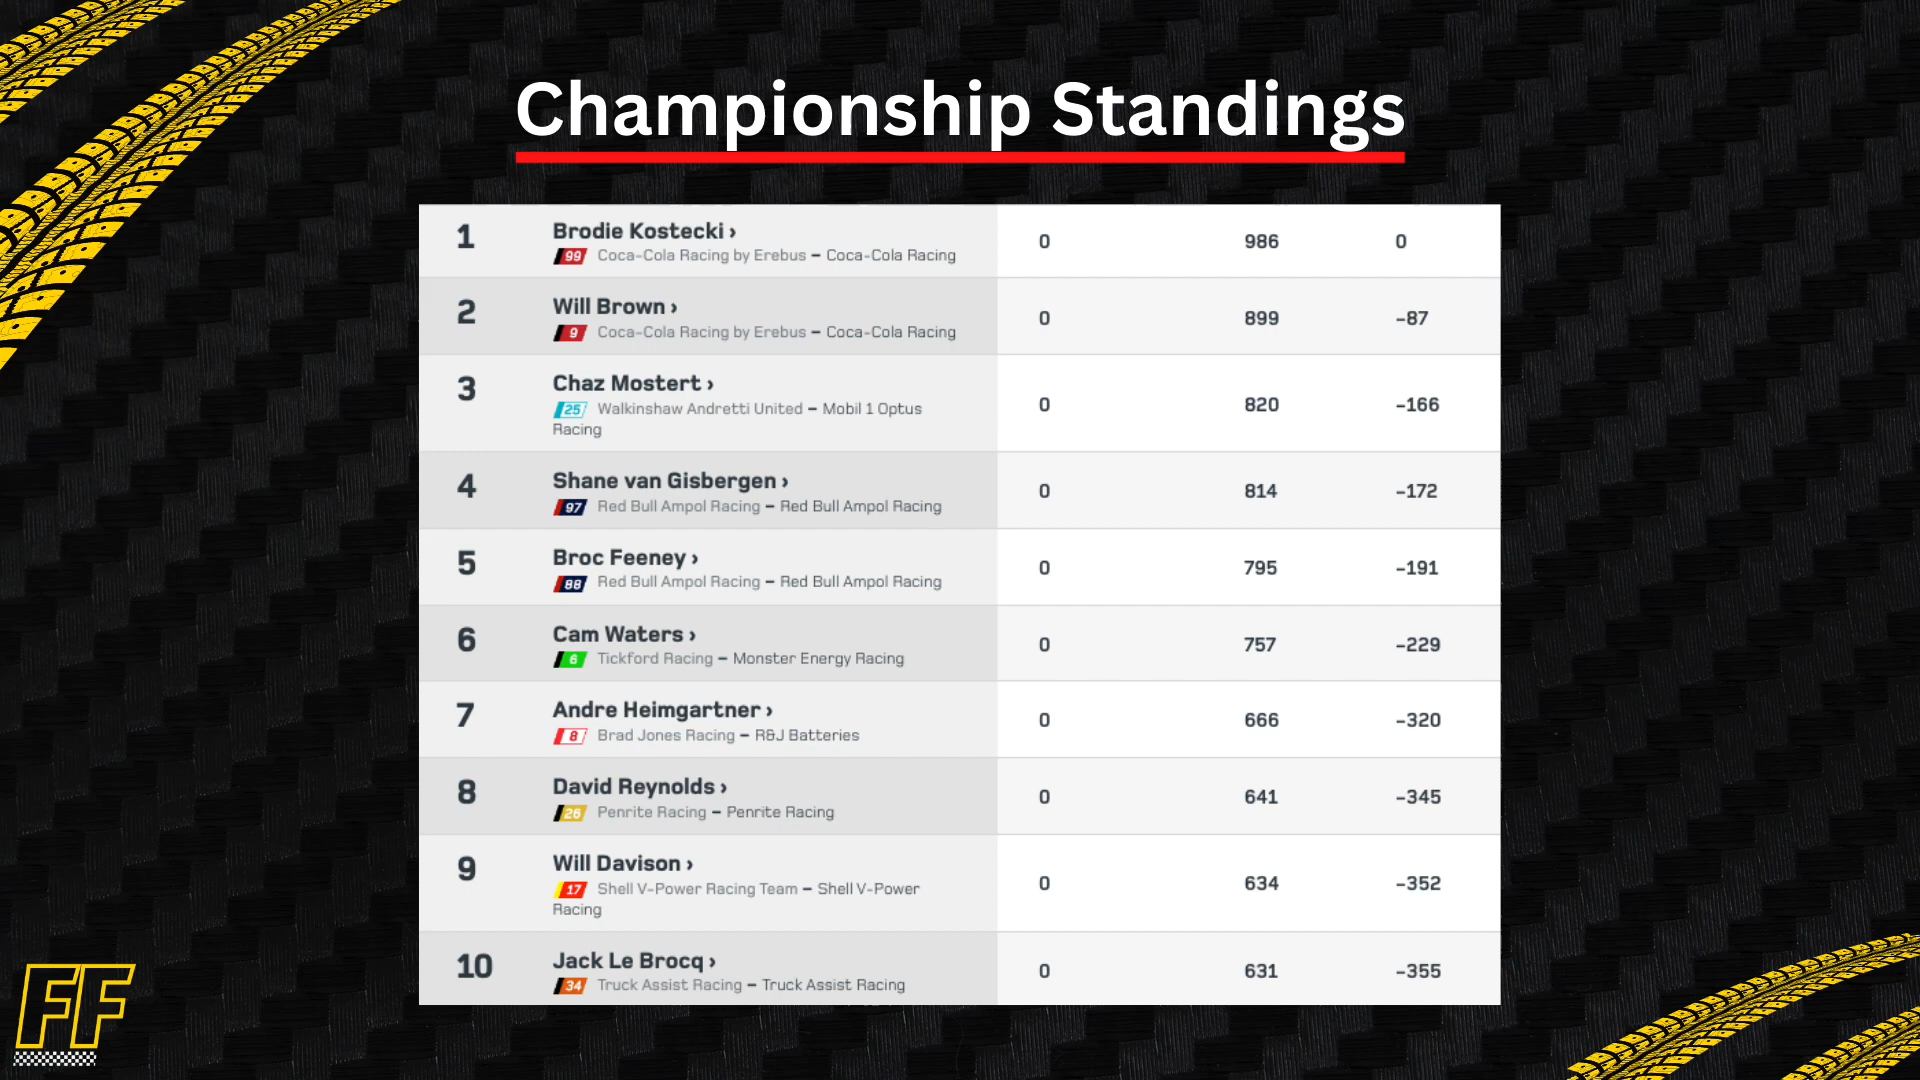 Championship Standings
1
Brodie Kostecki ›
99 Coca-Cola Racing by Erebus – Coca-Cola Racing
0 986 0
2
Will Brown ›
9 Coca-Cola Racing by Erebus – Coca-Cola Racing
0 899 -87
3
Chaz Mostert ›
25 Walkinshaw Andretti United – Mobil 1 Optus
Racing
0 820 -166
4
Shane van Gisbergen ›
97 Red Bull Ampol Racing – Red Bull Ampol Racing
0 814 -172
5
Broc Feeney ›
88 Red Bull Ampol Racing – Red Bull Ampol Racing
0 795 -191
6
Cam Waters ›
6 Tickford Racing – Monster Energy Racing
0 757 -229
7
Andre Heimgartner ›
8 Brad Jones Racing – R&J Batteries
0 666 -320
8
David Reynolds ›
26 Penrite Racing – Penrite Racing
0 641 -345
9
Will Davison ›
17 Shell V-Power Racing Team – Shell V-Power
Racing
0 634 -352
10
Jack Le Brocq ›
34 Truck Assist Racing – Truck Assist Racing
0 631 -355
FF